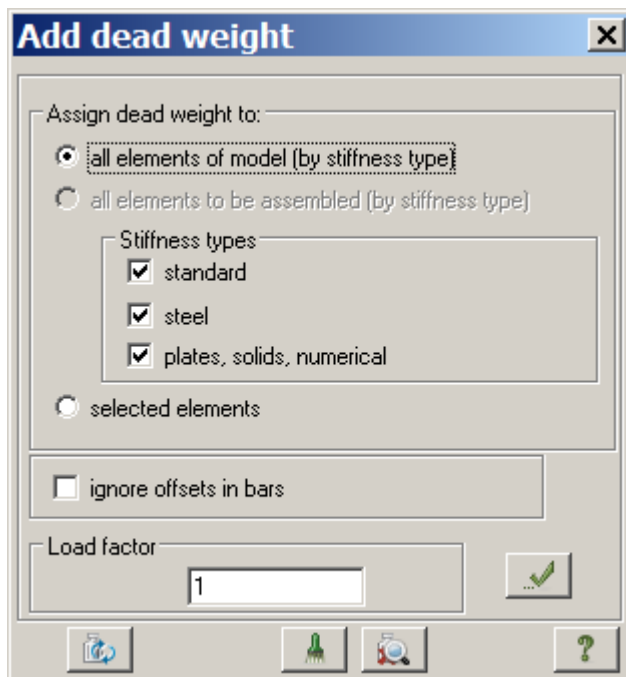 Add dead weight
Assign dead weight to:
all elements of model (by stiffness type)
all elements to be assembled (by stiffness type)
Stiffness types
standard
steel
plates, solids, numerical
selected elements
ignore offsets in bars
Load factor
1
?